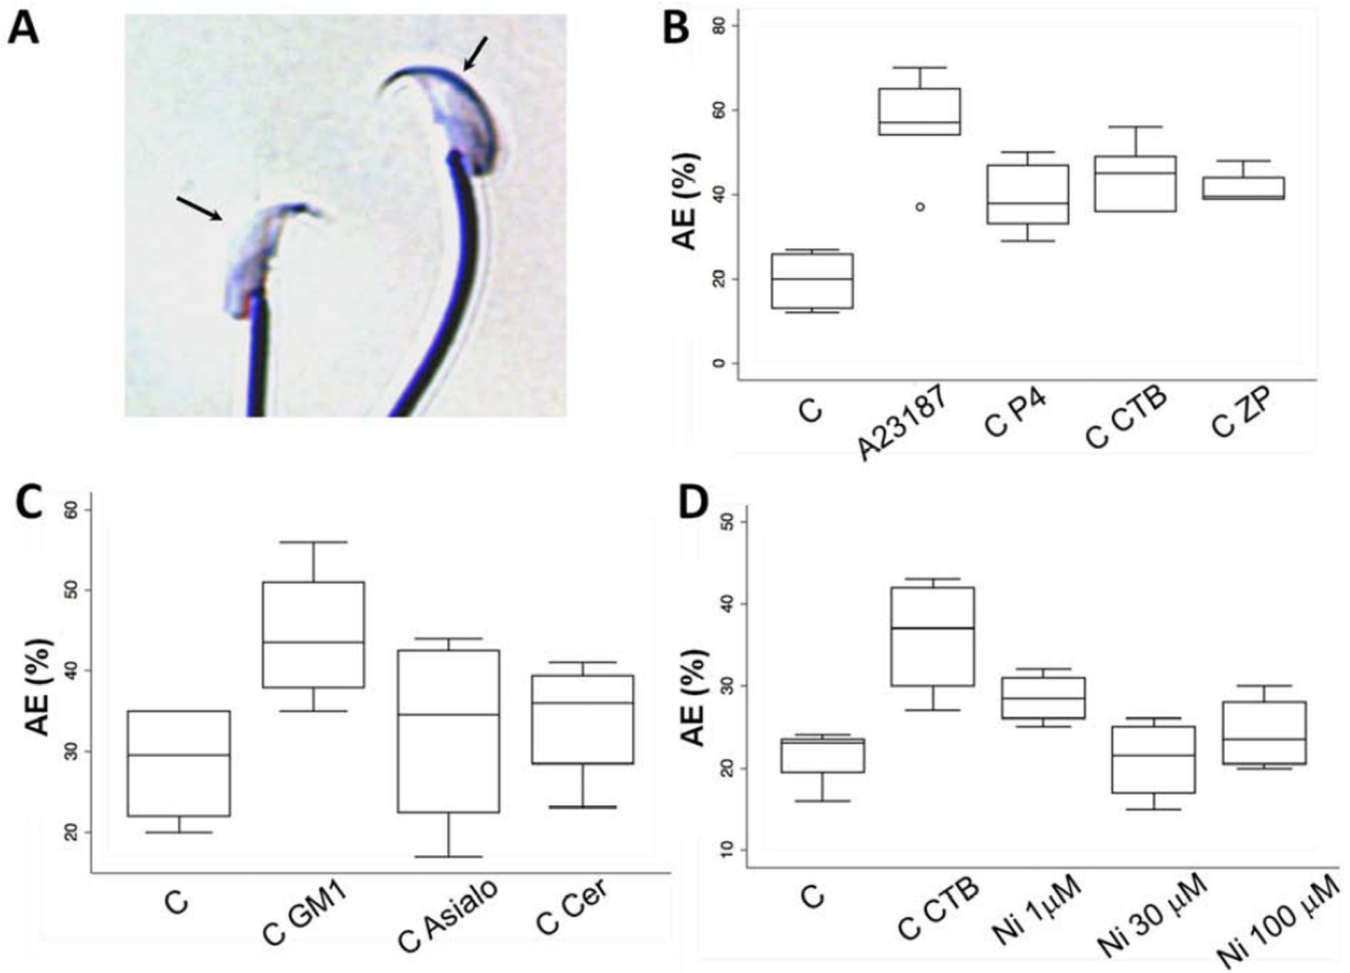 A
B
AE (%)
80
60
40
20
0
C
A23187
C P4
C CTB
C ZP
C
AE (%)
60
50
40
30
20
C
C GM1
C Asialo
C Cer
D
AE (%)
50
40
30
20
10
C
C CTB
Ni 1µM
Ni 30 µM
Ni 100 µM